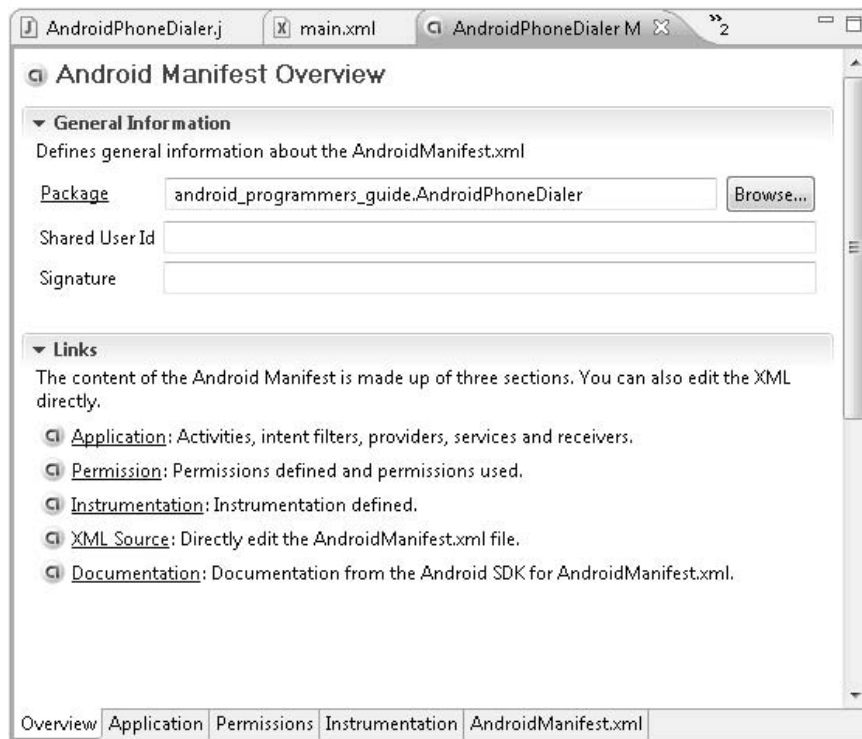 AndroidPhoneDialer.j main.xml AndroidPhoneDialer M »2
Android Manifest Overview
General Information
Defines general information about the AndroidManifest.xml
Package android_programmers_guide.AndroidPhoneDialer Browse...
Shared User Id
Signature
Links
The content of the Android Manifest is made up of three sections. You can also edit the XML
directly.
Application: Activities, intent filters, providers, services and receivers.
Permission: Permissions defined and permissions used.
Instrumentation: Instrumentation defined.
XML Source: Directly edit the AndroidManifest.xml file.
Documentation: Documentation from the Android SDK for AndroidManifest.xml.
Overview Application Permissions Instrumentation AndroidManifest.xml